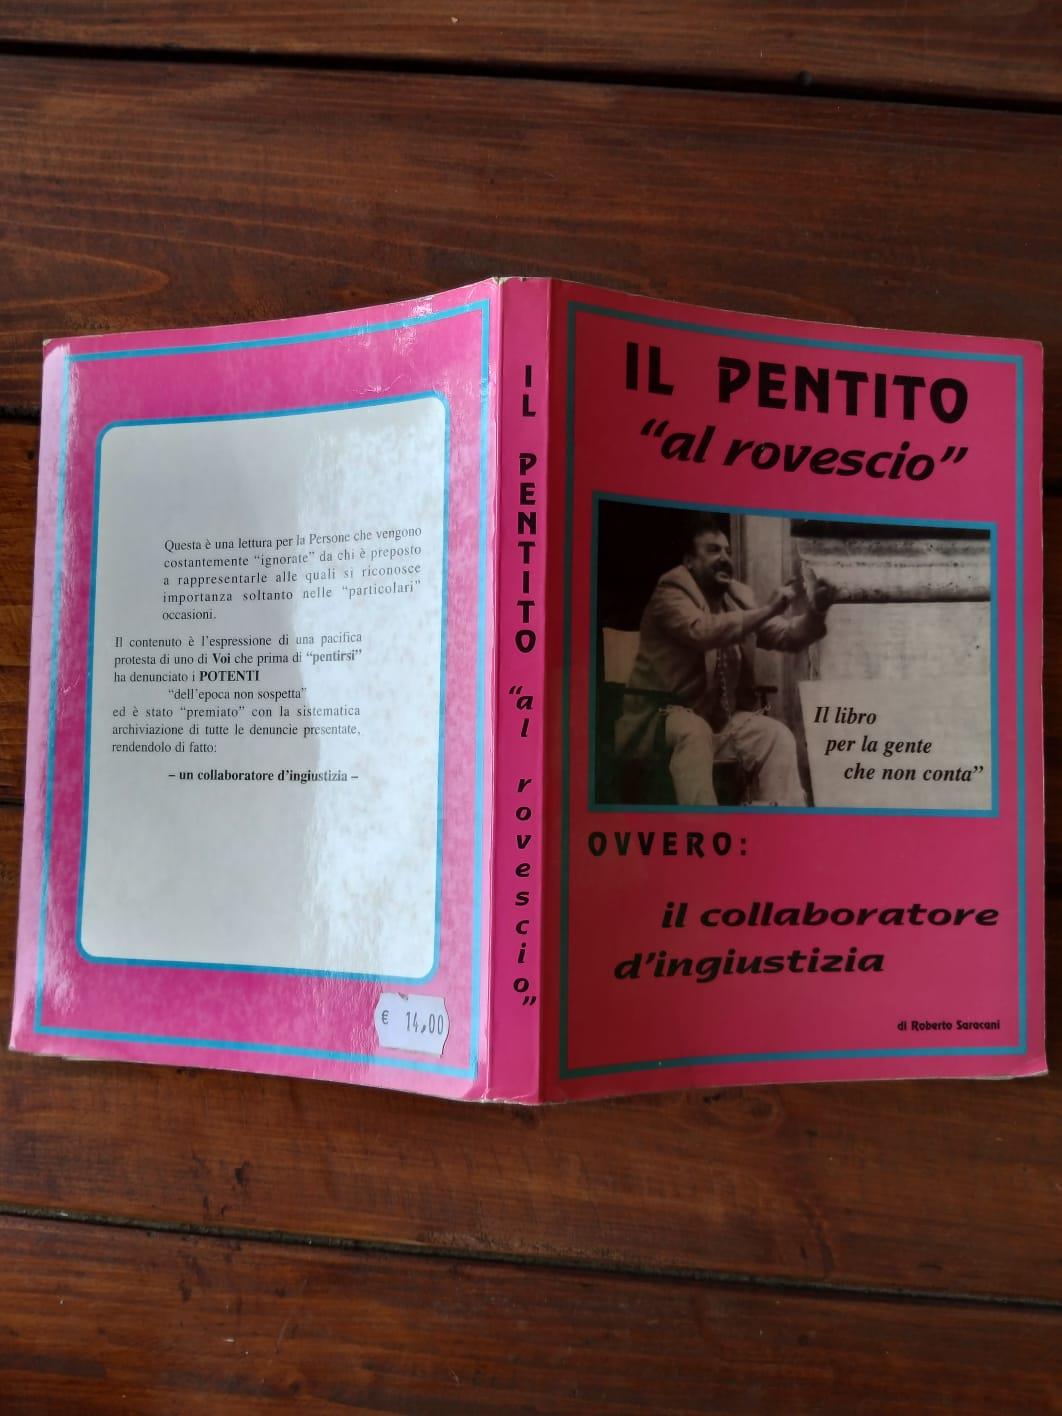 Questa è una lettura per la Persone che vengono
costantemente “ignorate” da chi è preposto
a rappresentarle alle quali si riconosce
importanza soltanto nelle “particolari”
occasioni.
Il contenuto è l’espressione di una pacifica
protesta di uno di Voi che prima di “pentirsi”
ha denunciato i POTENTI
“dell’epoca non sospetta”
ed è stato “premiato” con la sistematica
archiviazione di tutte le denuncie presentate,
rendendolo di fatto:
– un collaboratore d’ingiustizia –
€ 14,00
IL PENTITO “al rovescio”
IL PENTITO
“al rovescio”
Il libro
per la gente
che non conta”
OVVERO:
il collaboratore
d’ingiustizia
di Roberto Saracani